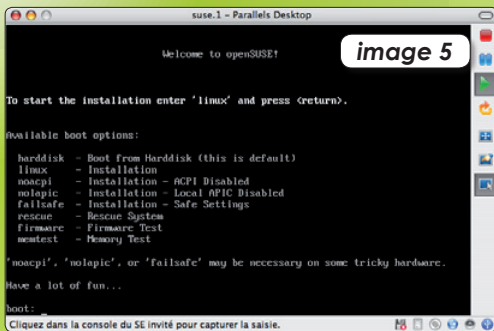 suse.1 - Parallels Desktop
image 5
Welcome to openSUSE!
To start the installation enter 'linux' and press <return>.
Available boot options:
harddisk - Boot from Harddisk (this is default)
linux - Installation
noacpi - Installation - ACPI Disabled
nolapic - Installation - Local APIC Disabled
failsafe - Installation - Safe Settings
rescue - Rescue System
firmware - Firmware Test
memtest - Memory Test
'noacpi', 'nolapic', or 'failsafe' may be necessary on some tricky hardware.
Have a lot of fun...
boot: _
Cliquez dans la console du SE invité pour capturer la saisie.